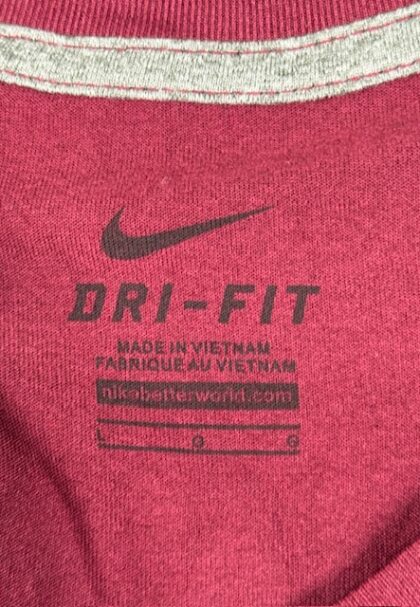 DRI-FIT
MADE IN VIETNAM
FABRIQUE AU VIETNAM
nikebetterworld.com
L G G